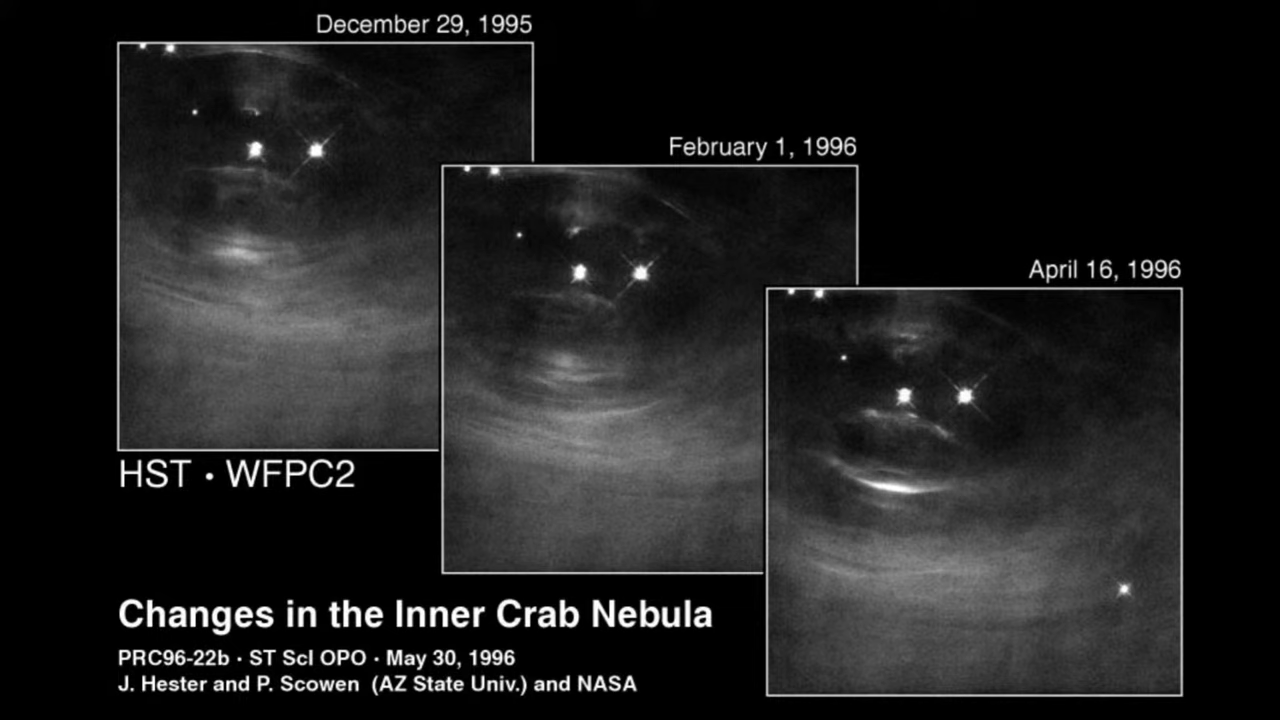 December 29, 1995
February 1, 1996
April 16, 1996
HST • WFPC2
Changes in the Inner Crab Nebula
PRC96-22b • ST ScI OPO • May 30, 1996
J. Hester and P. Scowen (AZ State Univ.) and NASA